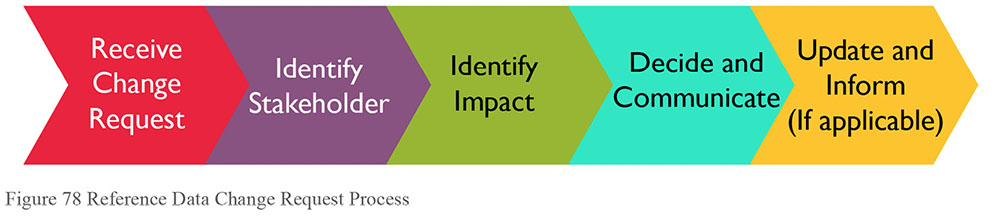 Receive
Change
Request
Identify
Stakeholder
Identify
Impact
Decide and
Communicate
Update and
Inform
(If applicable)
Figure 78 Reference Data Change Request Process